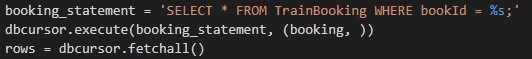 booking_statement = 'SELECT * FROM TrainBooking WHERE bookId = %s;'
dbcursor.execute(booking_statement, (booking, ))
rows = dbcursor.fetchall()